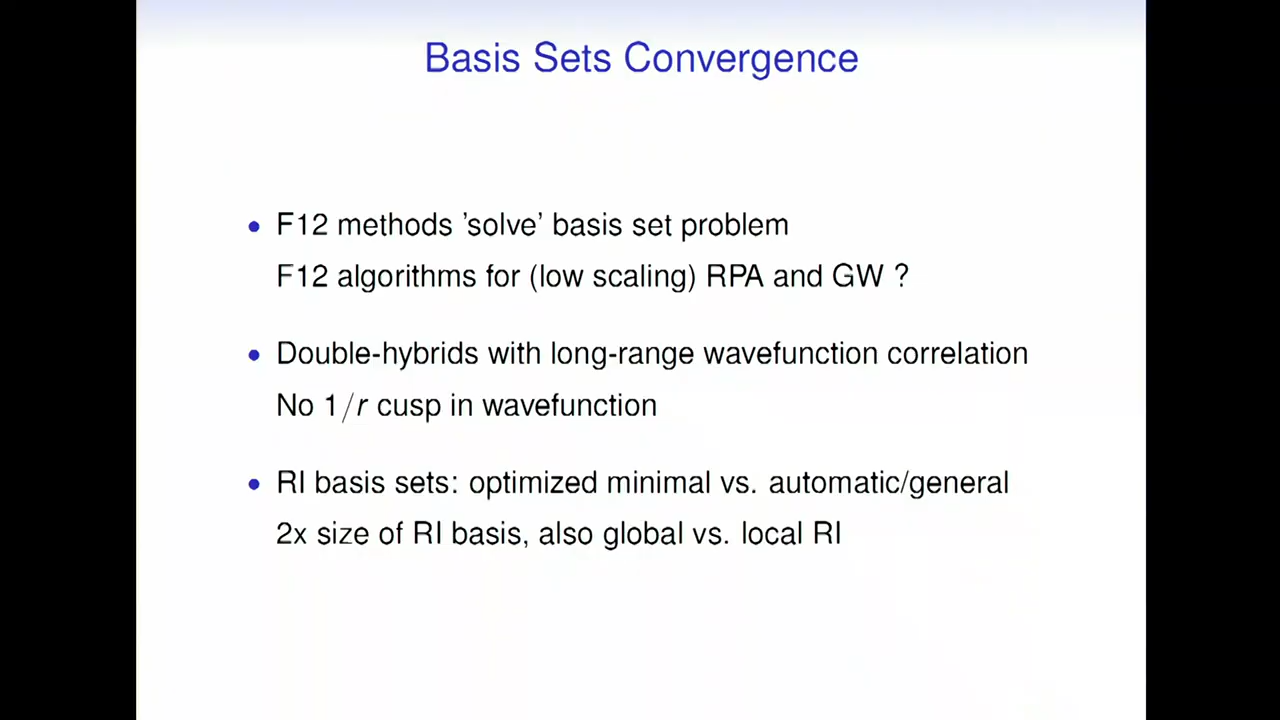 Basis Sets Convergence
• F12 methods 'solve' basis set problem
F12 algorithms for (low scaling) RPA and GW ?
• Double-hybrids with long-range wavefunction correlation
No 1/r cusp in wavefunction
• RI basis sets: optimized minimal vs. automatic/general
2x size of RI basis, also global vs. local RI